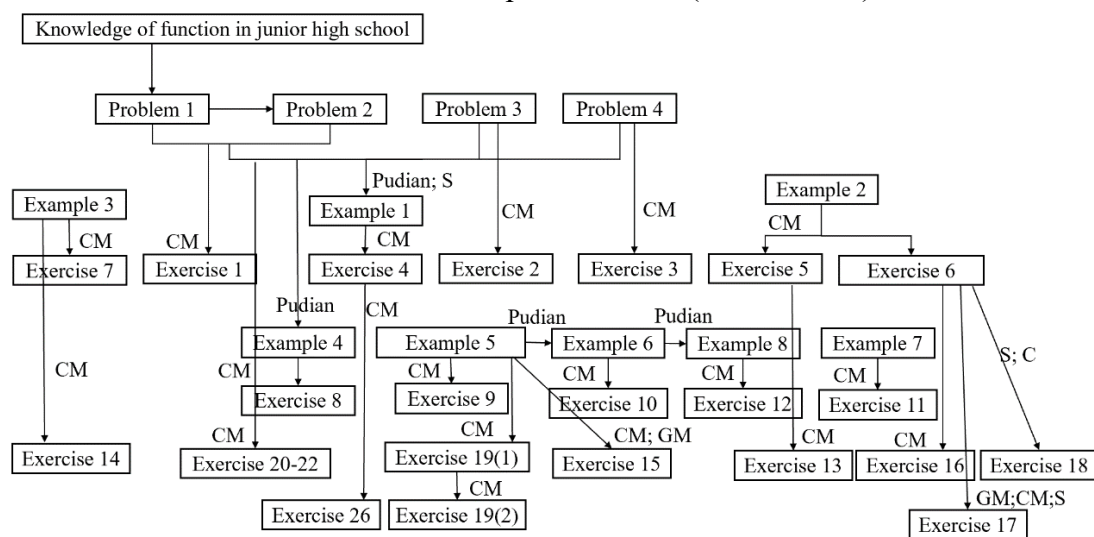 Knowledge of function in junior high school
Problem 1
Problem 2
Problem 3
Problem 4
Pudian; S
Example 2
Example 3
Example 1
CM
CM
CM
CM
CM
CM
Exercise 7
Exercise 1
Exercise 4
Exercise 2
Exercise 3
Exercise 5
Exercise 6
Pudian
CM
Pudian
Pudian
Example 4
Example 5
Example 6
Example 8
Example 7
S; C
CM
CM
CM
CM
CM
CM
Exercise 8
Exercise 9
Exercise 10
Exercise 12
Exercise 11
CM
CM
CM; GM
CM
CM
Exercise 14
Exercise 20-22
Exercise 19(1)
Exercise 15
Exercise 13
Exercise 16
Exercise 18
CM
GM;CM;S
Exercise 26
Exercise 19(2)
Exercise 17